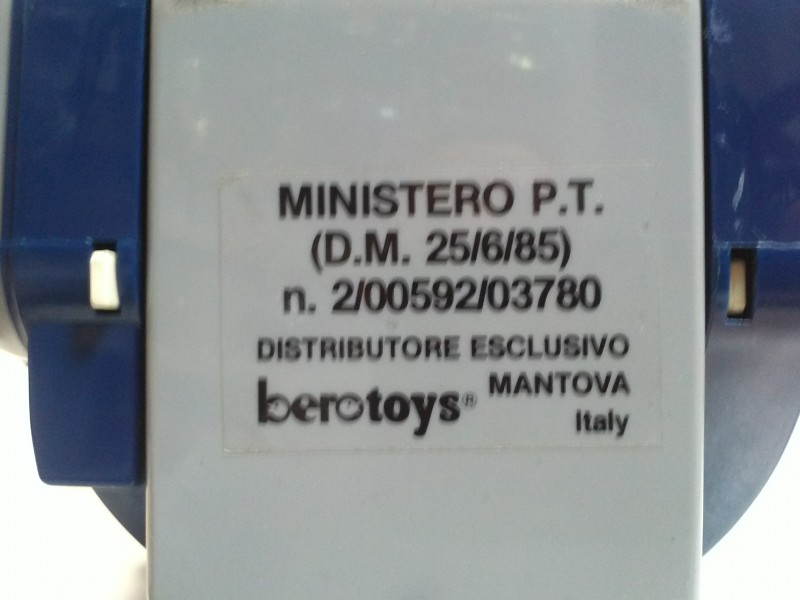 MINISTERO P.T.
(D.M. 25/6/85)
n. 2/00592/03780
DISTRIBUTORE ESCLUSIVO
berotoys® MANTOVA
Italy